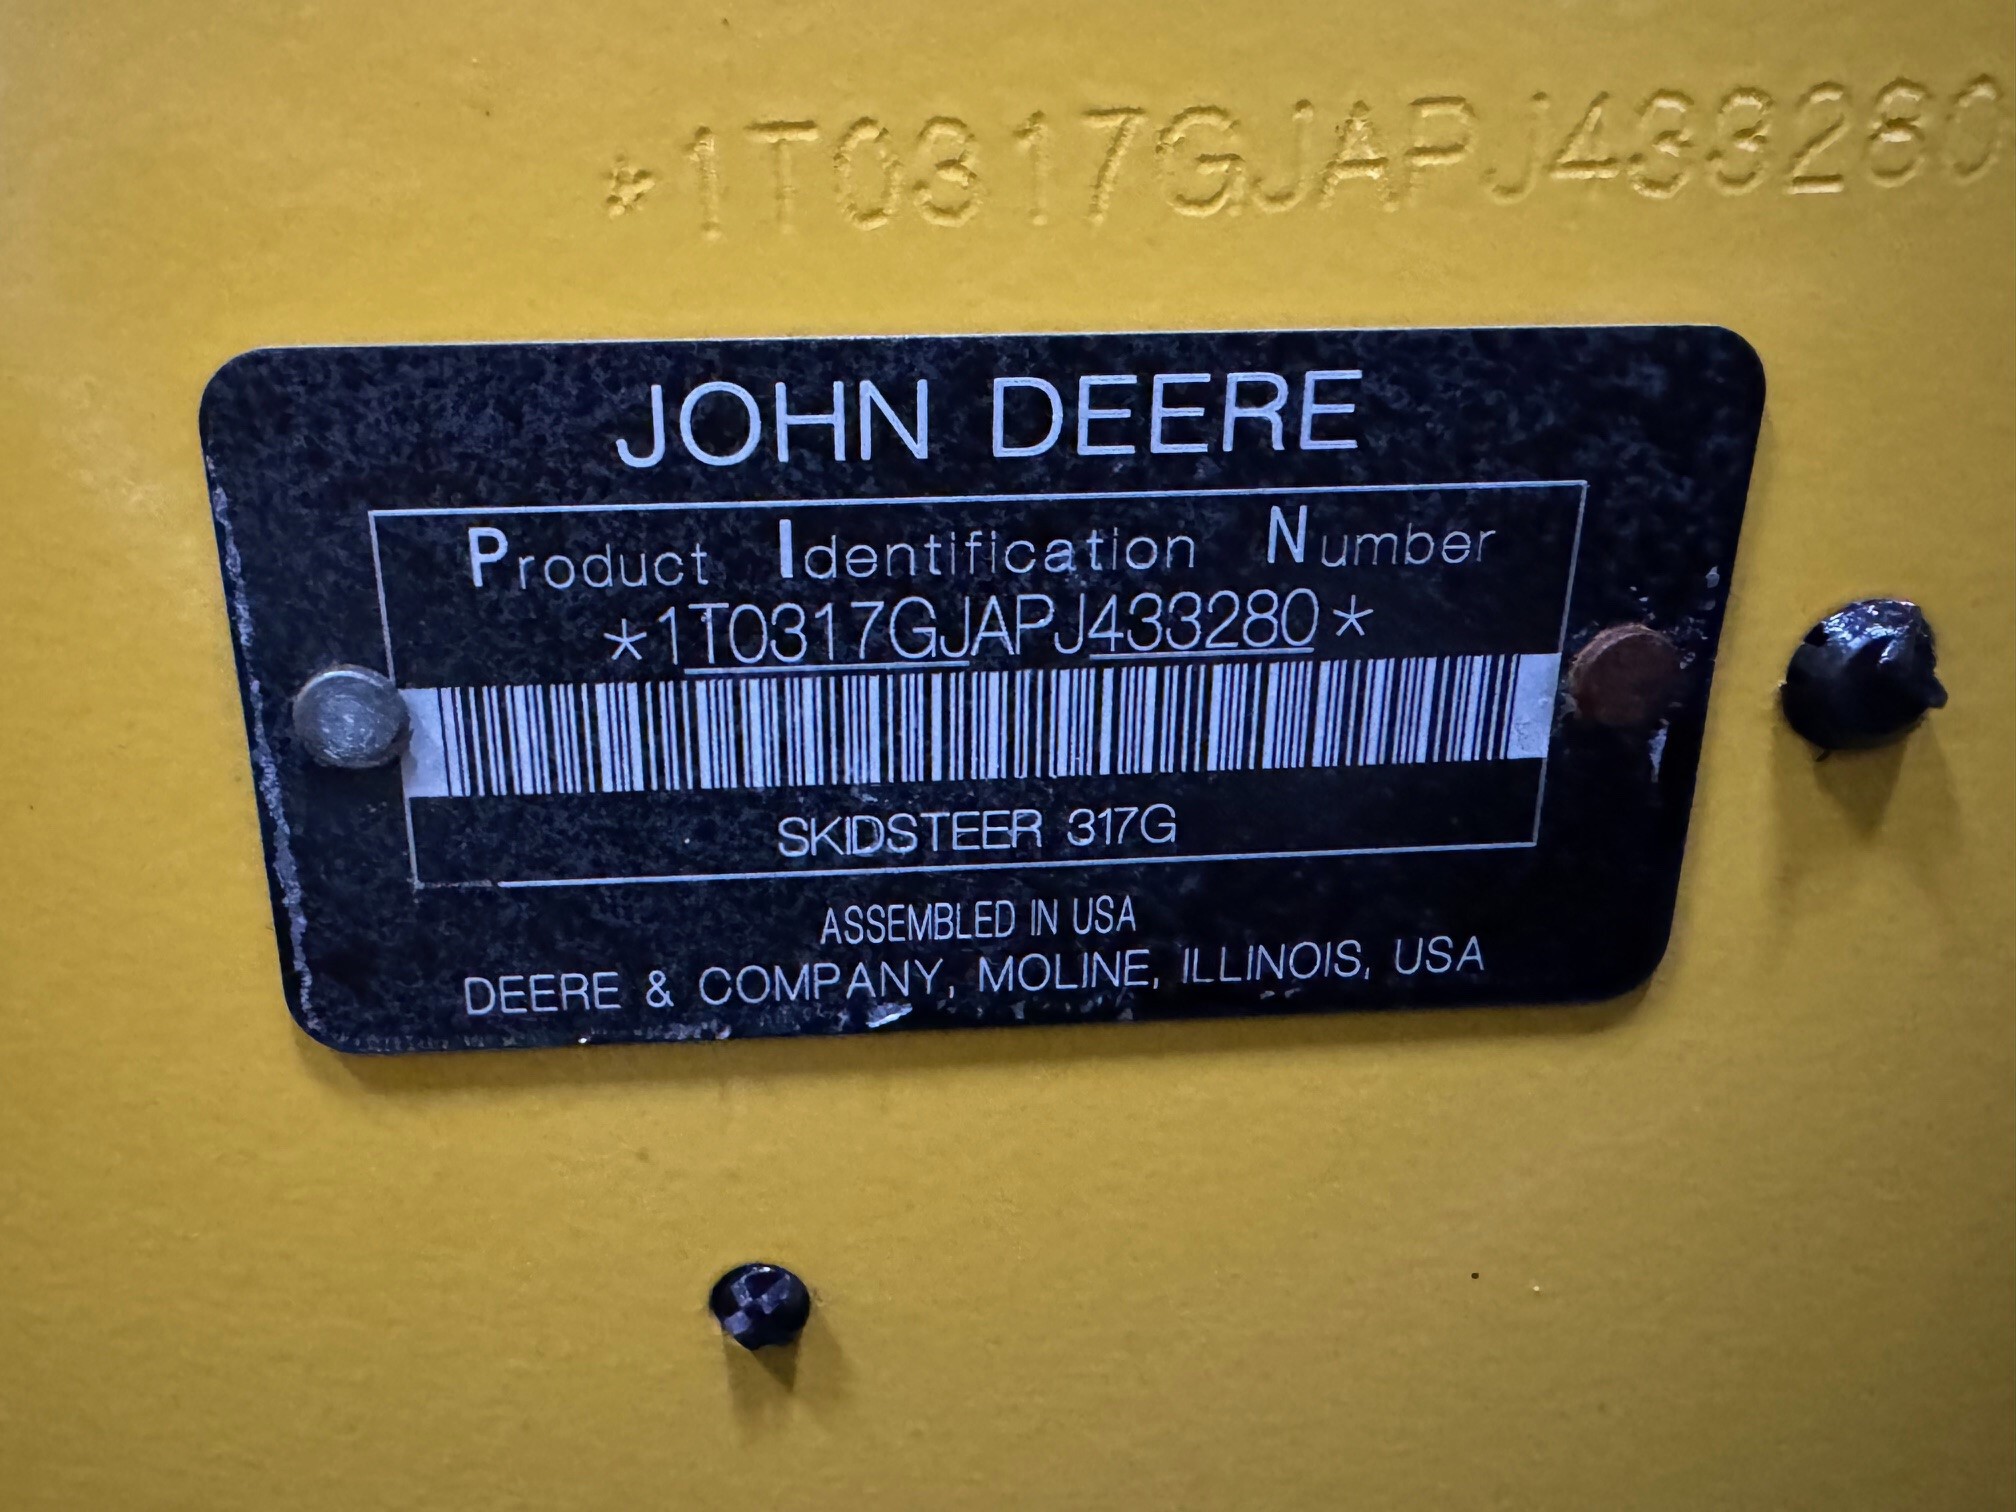 *1T0317GJAPJ433280
JOHN DEERE
Product Identification Number
*1T0317GJAPJ433280*
SKIDSTEER 317G
ASSEMBLED IN USA
DEERE & COMPANY, MOLINE, ILLINOIS, USA